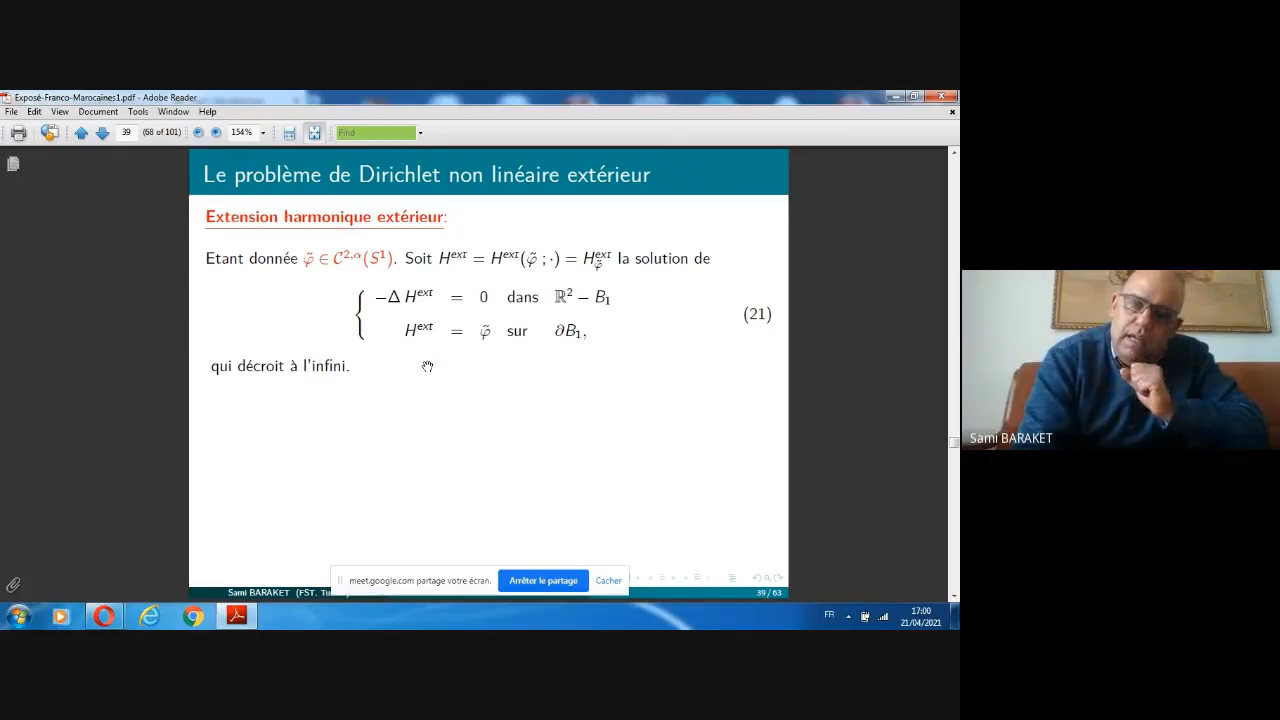 Exposé-Franco-Marocaines1.pdf - Adobe Reader
File Edit View Document Tools Window Help
39 (68 of 101) 154% Find
Le problème de Dirichlet non linéaire extérieur
Extension harmonique extérieur:
Etant donnée φ̃ ∈ C^{2,α}(S^1). Soit H^{ext} = H^{ext}(φ̃ ; ·) = H^{ext}_{φ̃} la solution de
−Δ H^{ext} = 0 dans ℝ^2 − B_1
(21)
H^{ext} = φ̃ sur ∂B_1,
qui décroit à l'infini.
Sami BARAKET
meet.google.com partage votre écran. Arrêter le partage Cacher
Sami BARAKET (FST. Tu 39 / 63
FR 17:00
21/04/2021